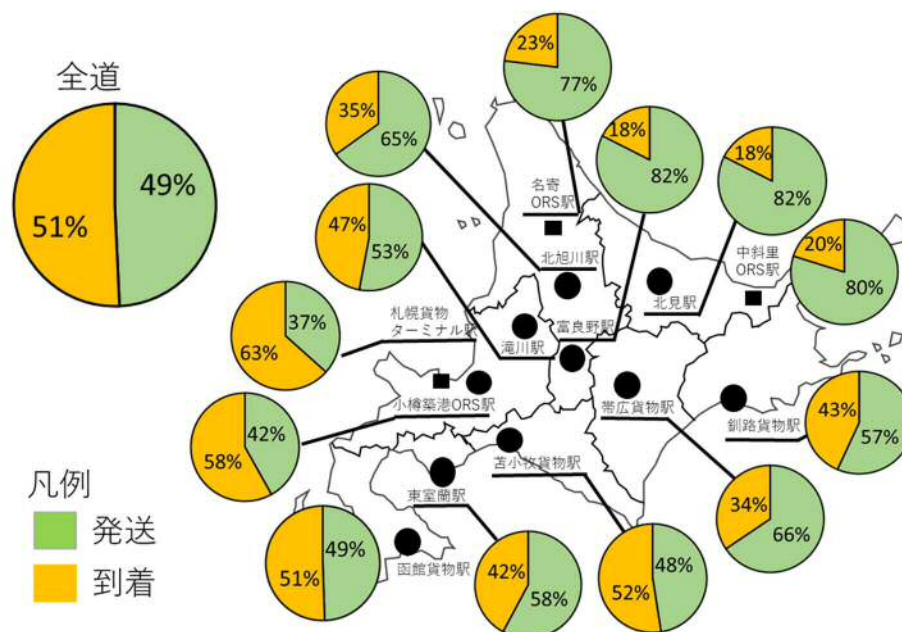 全道
49%
51%
23%
77%
35%
65%
18%
82%
18%
82%
47%
53%
20%
80%
名寄
ORS駅
北旭川駅
中斜里
ORS駅
北見駅
札幌貨物
ターミナル駅
37%
63%
滝川駅
富良野駅
小樽築港ORS駅
帯広貨物駅
釧路貨物駅
43%
57%
42%
58%
苫小牧貨物駅
東室蘭駅
34%
66%
凡例
発送
到着
49%
51%
函館貨物駅
42%
58%
48%
52%